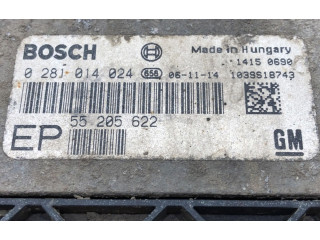 BOSCH Made in Hungary
1415 0690
0 281 014 024 656 06-11-14 1039S18743
EP 55 205 622 GM